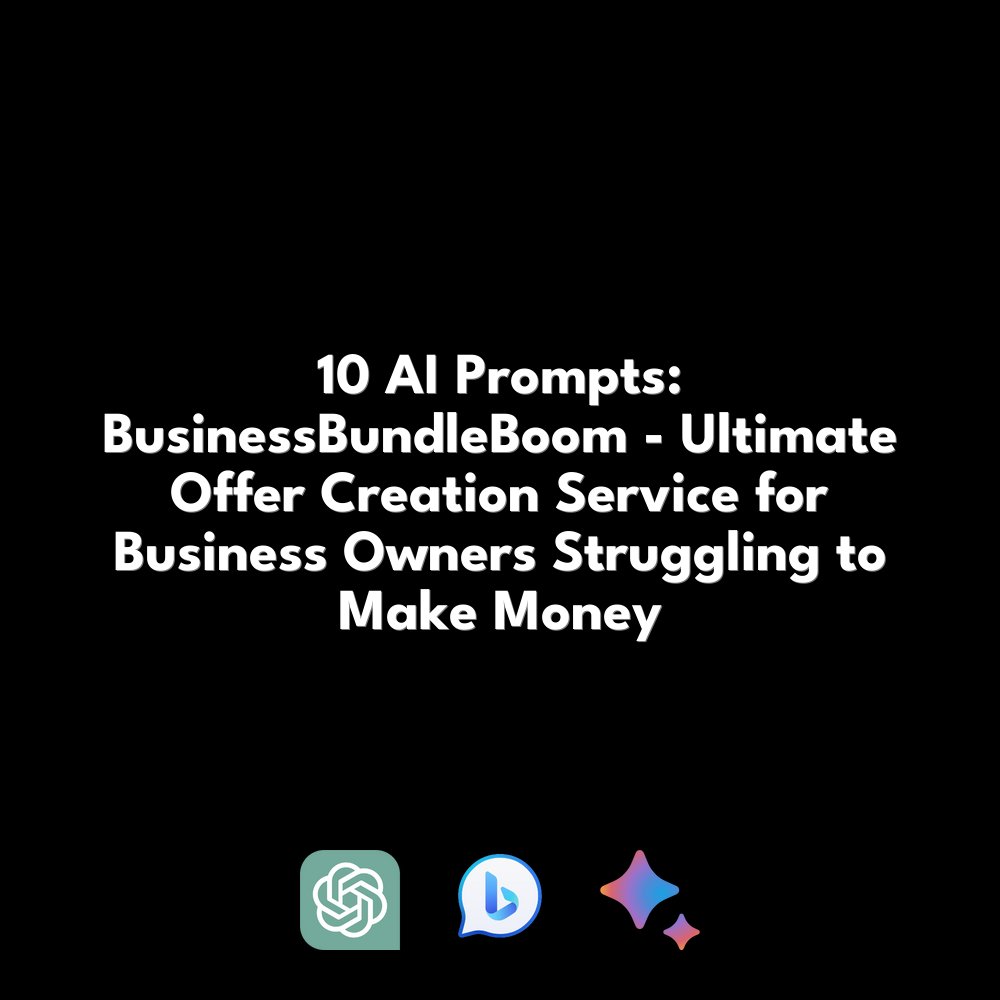 10 AI Prompts:
BusinessBundleBoom - Ultimate
Offer Creation Service for
Business Owners Struggling to
Make Money